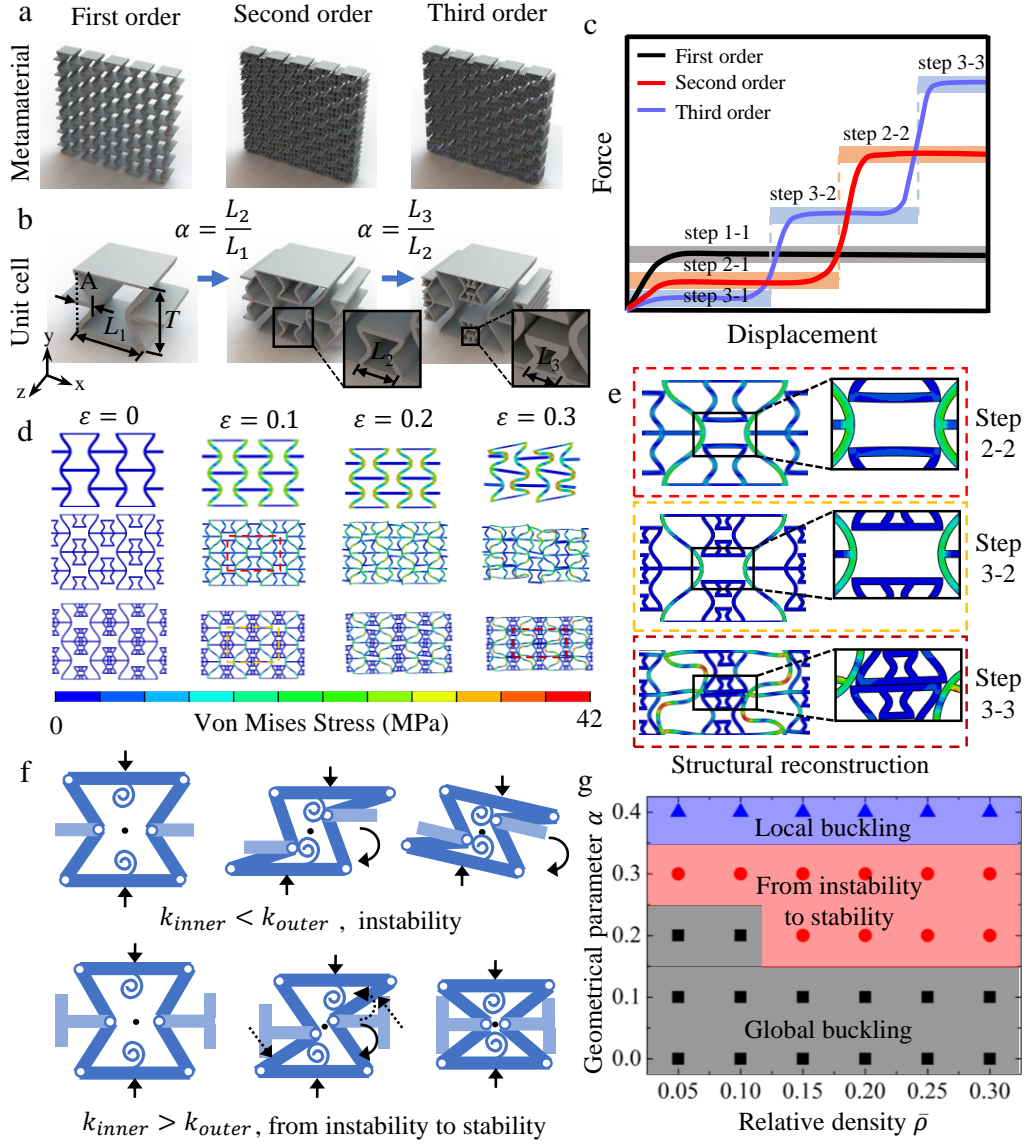 a
First order
Second order
Third order
Metamaterial
b
Unit cell
α = L₂/L₁
α = L₃/L₂
A
L₁
T
y
x
z
L₂
L₃
c
First order
Second order
Third order
step 3-3
step 2-2
step 3-2
step 1-1
step 2-1
step 3-1
Force
Displacement
d
ε = 0
ε = 0.1
ε = 0.2
ε = 0.3
0
Von Mises Stress (MPa)
42
e
Step
2-2
Step
3-2
Step
3-3
Structural reconstruction
f
k_inner < k_outer , instability
k_inner > k_outer, from instability to stability
g
Geometrical parameter α
0.4
0.3
0.2
0.1
0.0
Local buckling
From instability
to stability
Global buckling
0.05 0.10 0.15 0.20 0.25 0.30
Relative density ρ̄